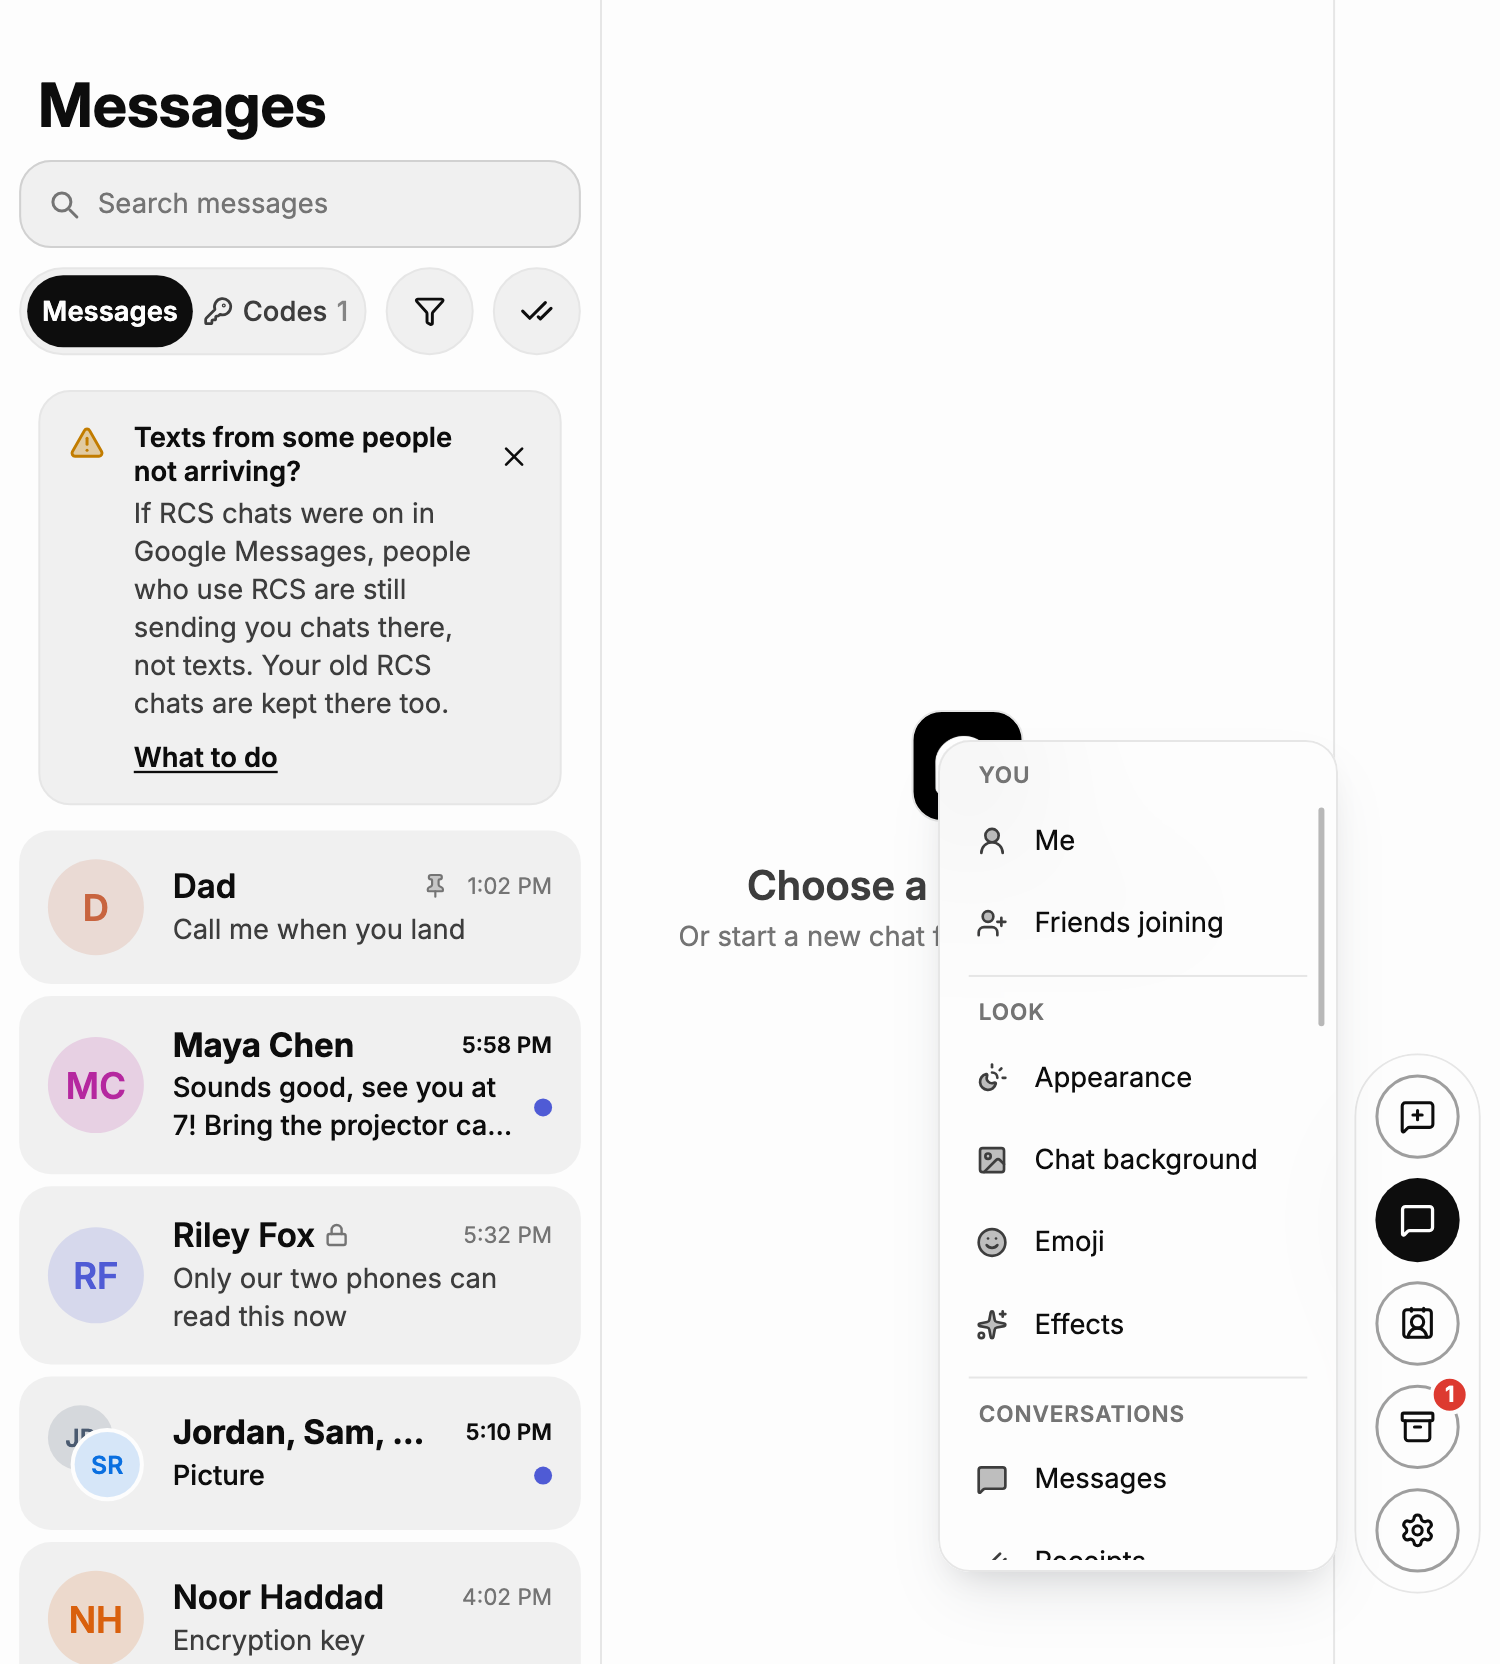 Messages
Search messages
Messages
Codes 1
Texts from some people
not arriving?
If RCS chats were on in
Google Messages, people
who use RCS are still
sending you chats there,
not texts. Your old RCS
chats are kept there too.
What to do
D
Dad
1:02 PM
Call me when you land
MC
Maya Chen
5:58 PM
Sounds good, see you at
7! Bring the projector ca...
RF
Riley Fox
5:32 PM
Only our two phones can
read this now
SR
Jordan, Sam, ...
5:10 PM
Picture
NH
Noor Haddad
4:02 PM
Encryption key
Choose a
Or start a new chat
YOU
Me
Friends joining
LOOK
Appearance
Chat background
Emoji
Effects
CONVERSATIONS
Messages
Receipts
1